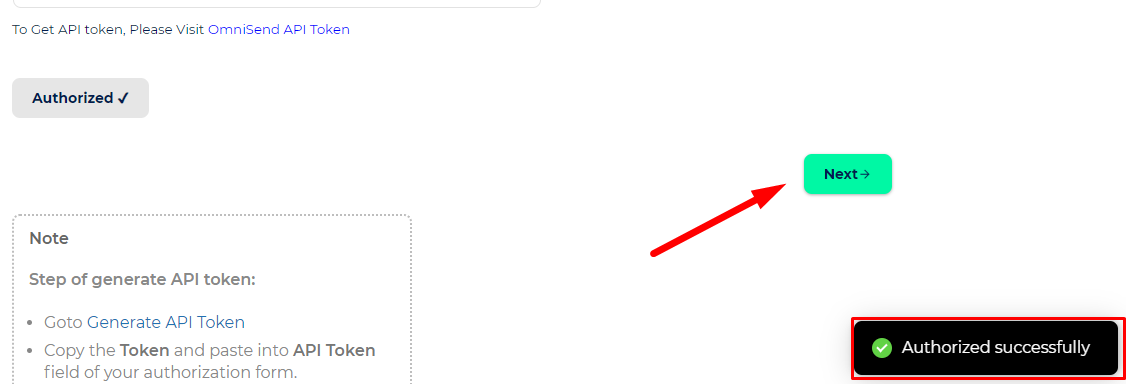 To Get API token, Please Visit OmniSend API Token
Authorized ✓
Next→
Note
Step of generate API token:
• Goto Generate API Token
• Copy the Token and paste into API Token
field of your authorization form.
Authorized successfully